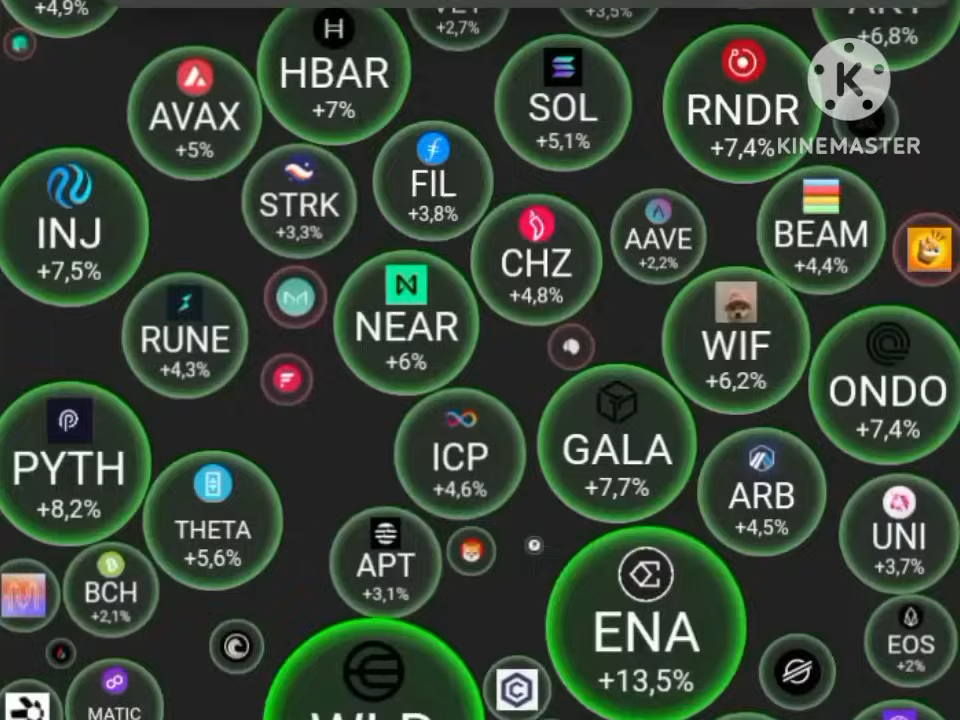 +4,9%
VET
+2,7%
+3,5%
+6,8%
HBAR
+7%
AVAX
+5%
SOL
+5,1%
RNDR
+7,4%
K
KINEMASTER
STRK
+3,3%
FIL
+3,8%
INJ
+7,5%
CHZ
+4,8%
AAVE
+2,2%
BEAM
+4,4%
RUNE
+4,3%
NEAR
+6%
WIF
+6,2%
ONDO
+7,4%
PYTH
+8,2%
THETA
+5,6%
ICP
+4,6%
GALA
+7,7%
ARB
+4,5%
UNI
+3,7%
BCH
+2,1%
APT
+3,1%
ENA
+13,5%
EOS
+2%
MATIC
WLD